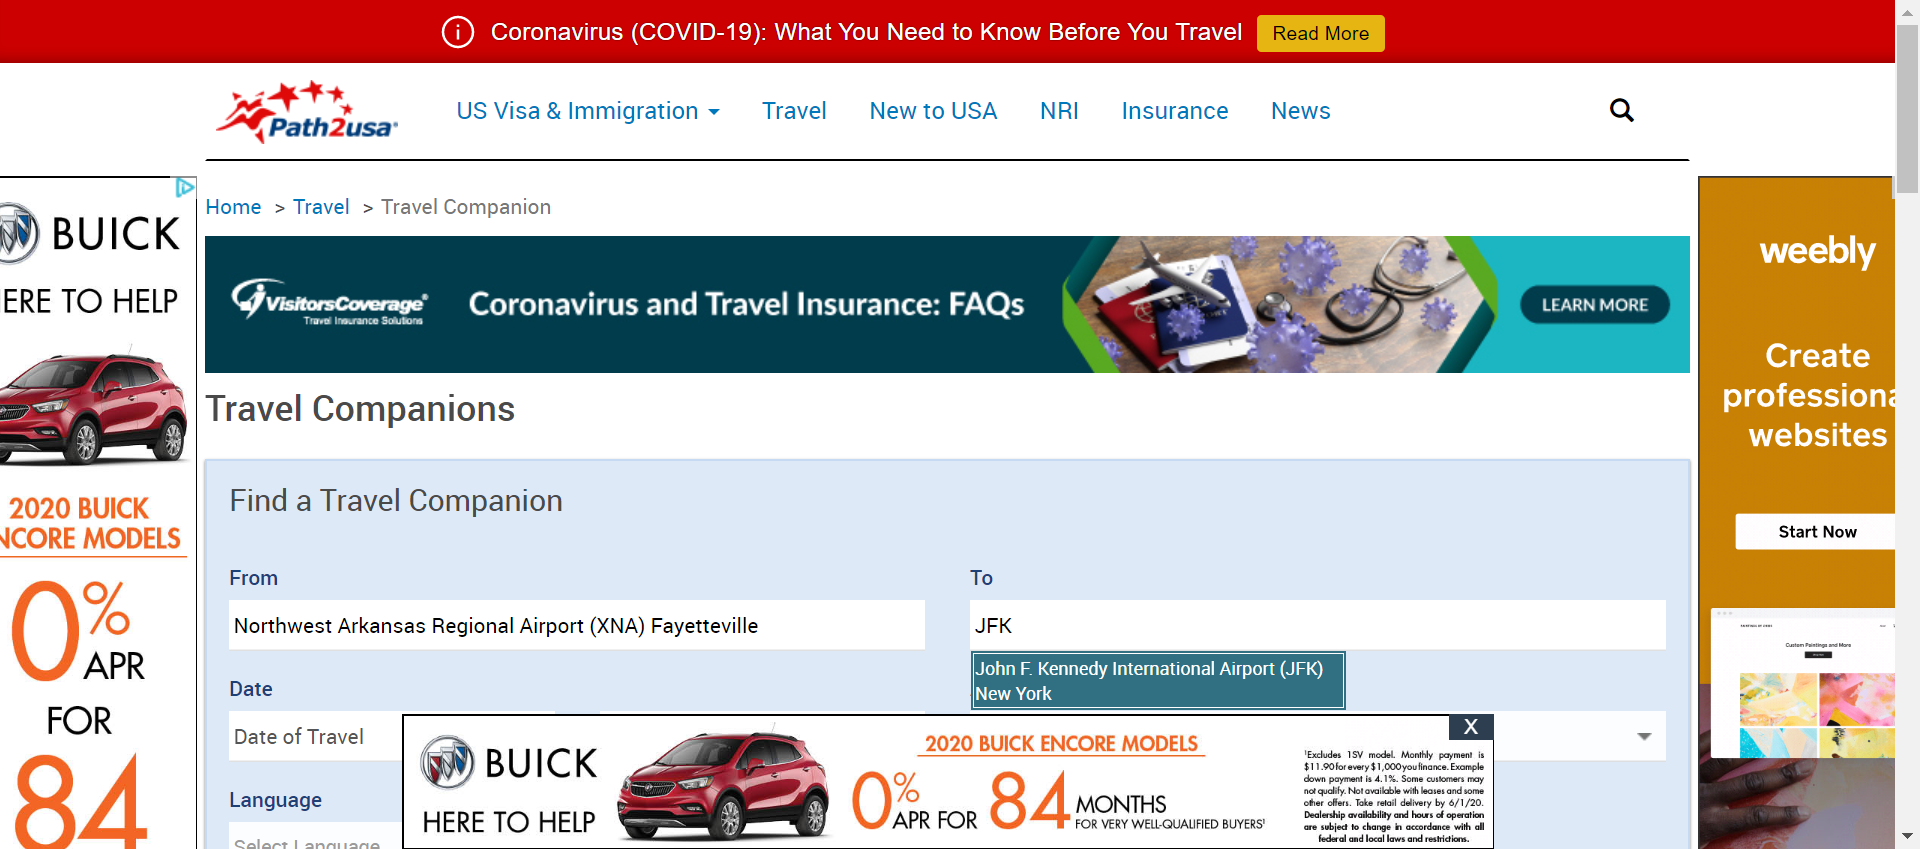 Coronavirus (COVID-19): What You Need to Know Before You Travel Read More
Path2usa
US Visa & Immigration Travel New to USA NRI Insurance News
Home > Travel > Travel Companion
VisitorsCoverage®
Travel Insurance Solutions
Coronavirus and Travel Insurance: FAQs
LEARN MORE
Travel Companions
Find a Travel Companion
From
To
Northwest Arkansas Regional Airport (XNA) Fayetteville
JFK
John F. Kennedy International Airport (JFK)
New York
Date
Date of Travel
Language
Select Language
BUICK
ERE TO HELP
2020 BUICK
NCORE MODELS
0%
APR
FOR
84
X
BUICK
HERE TO HELP
2020 BUICK ENCORE MODELS
0% APR FOR 84 MONTHS
FOR VERY WELL-QUALIFIED BUYERS¹
¹Excludes 1SV model. Monthly payment is
$11.90 for every $1,000 you finance. Example
down payment is 4.1%. Some customers may
not qualify. Not available with leases and some
other offers. Take retail delivery by 6/1/20.
Dealership availability and hours of operation
are subject to change in accordance with all
federal and local laws and restrictions.
weebly
Create
professiona
websites
Start Now
Custom Paintings and More